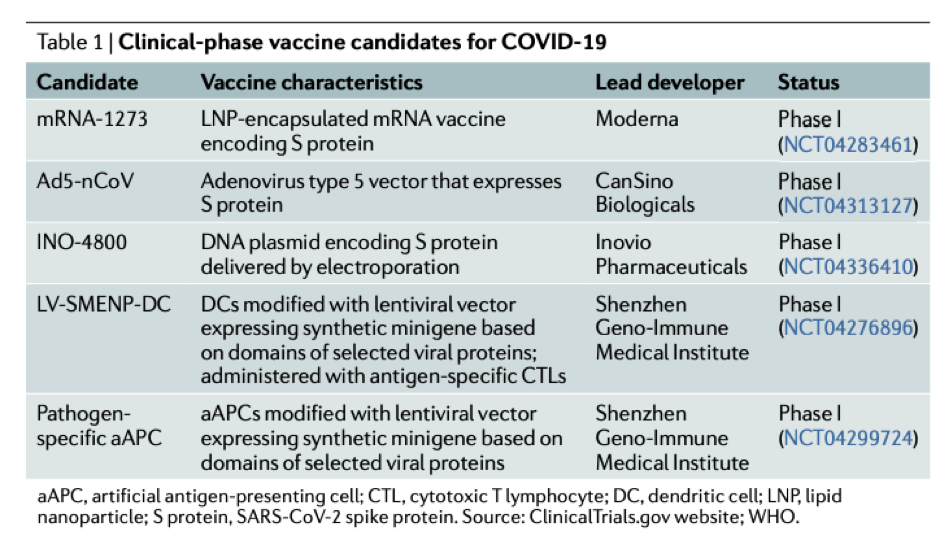 Table 1 | Clinical-phase vaccine candidates for COVID-19
Candidate Vaccine characteristics Lead developer Status
mRNA-1273 LNP-encapsulated mRNA vaccine Moderna Phase I
encoding S protein (NCT04283461)
Ad5-nCoV Adenovirus type 5 vector that expresses CanSino Phase I
S protein Biologicals (NCT04313127)
INO-4800 DNA plasmid encoding S protein Inovio Phase I
delivered by electroporation Pharmaceuticals (NCT04336410)
LV-SMENP-DC DCs modified with lentiviral vector Shenzhen Phase I
expressing synthetic minigene based Geno-Immune (NCT04276896)
on domains of selected viral proteins; Medical Institute
administered with antigen-specific CTLs
Pathogen- aAPCs modified with lentiviral vector Shenzhen Phase I
specific aAPC expressing synthetic minigene based on Geno-Immune (NCT04299724)
domains of selected viral proteins Medical Institute
aAPC, artificial antigen-presenting cell; CTL, cytotoxic T lymphocyte; DC, dendritic cell; LNP, lipid
nanoparticle; S protein, SARS-CoV-2 spike protein. Source: ClinicalTrials.gov website; WHO.